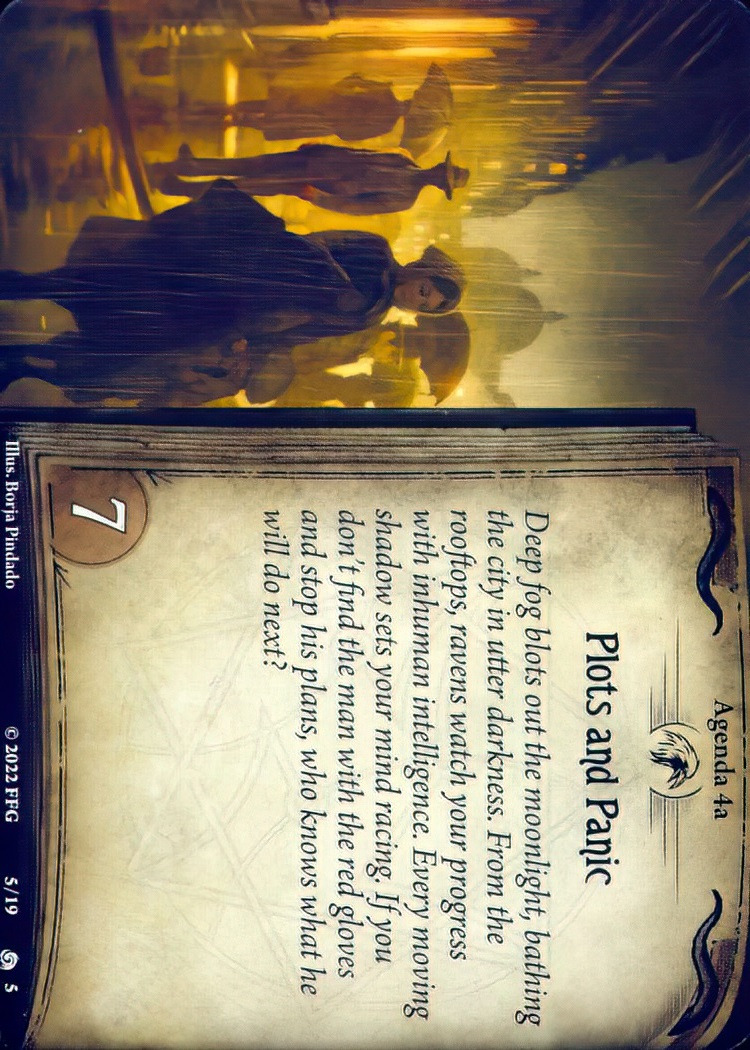 Agenda 4a
Plots and Panic
Deep fog blots out the moonlight, bathing
the city in utter darkness. From the
rooftops, ravens watch your progress
with inhuman intelligence. Every moving
shadow sets your mind racing. If you
don't find the man with the red gloves
and stop his plans, who knows what he
will do next?
7
Illus. Borja Pindado
© 2022 FFG
5/19
5